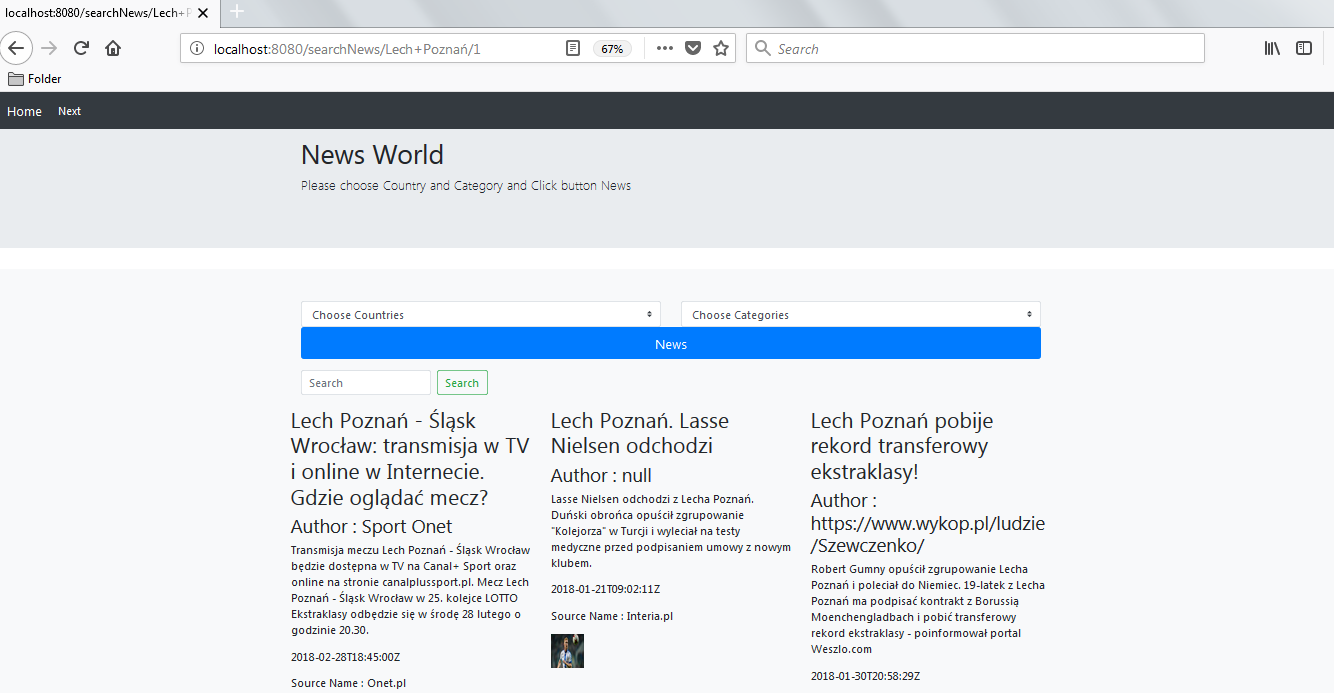 localhost:8080/searchNews/Lech+P
localhost:8080/searchNews/Lech+Poznań/1
67%
Search
Folder
Home
Next
News World
Please choose Country and Category and Click button News
Choose Countries
Choose Categories
News
Search
Search
Lech Poznań - Śląsk
Wrocław: transmisja w TV
i online w Internecie.
Gdzie oglądać mecz?
Author : Sport Onet
Transmisja meczu Lech Poznań - Śląsk Wrocław
będzie dostępna w TV na Canal+ Sport oraz
online na stronie canalplussport.pl. Mecz Lech
Poznań - Śląsk Wrocław w 25. kolejce LOTTO
Ekstraklasy odbędzie się w środę 28 lutego o
godzinie 20.30.
2018-02-28T18:45:00Z
Source Name : Onet.pl
Lech Poznań. Lasse
Nielsen odchodzi
Author : null
Lasse Nielsen odchodzi z Lecha Poznań.
Duński obrońca opuścił zgrupowanie
"Kolejorza" w Turcji i wyleciał na testy
medyczne przed podpisaniem umowy z nowym
klubem.
2018-01-21T09:02:11Z
Source Name : Interia.pl
Lech Poznań pobije
rekord transferowy
ekstraklasy!
Author :
https://www.wykop.pl/ludzie
/Szewczenko/
Robert Gumny opuścił zgrupowanie Lecha
Poznań i poleciał do Niemiec. 19-latek z Lecha
Poznań ma podpisać kontrakt z Borussią
Moenchengladbach i pobić transferowy
rekord ekstraklasy - poinformował portal
Weszlo.com
2018-01-30T20:58:29Z